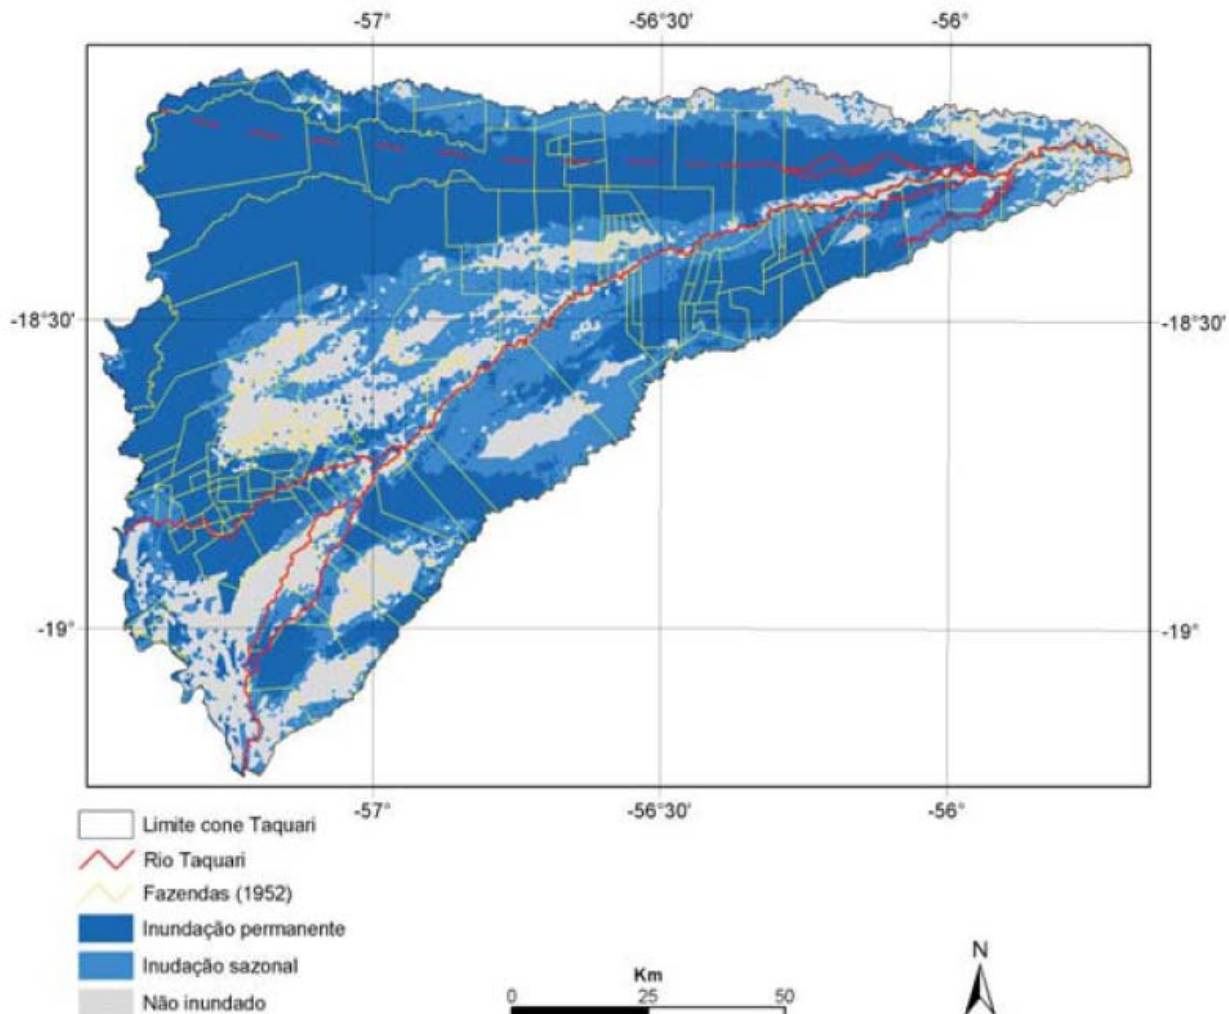 -57° -56°30' -56°
-18°30' -18°30'
-19° -19°
-57° -56°30' -56°
Limite cone Taquari
Rio Taquari
Fazendas (1952)
Inundação permanente
Inudação sazonal
Não inundado
Km
0 25 50
N